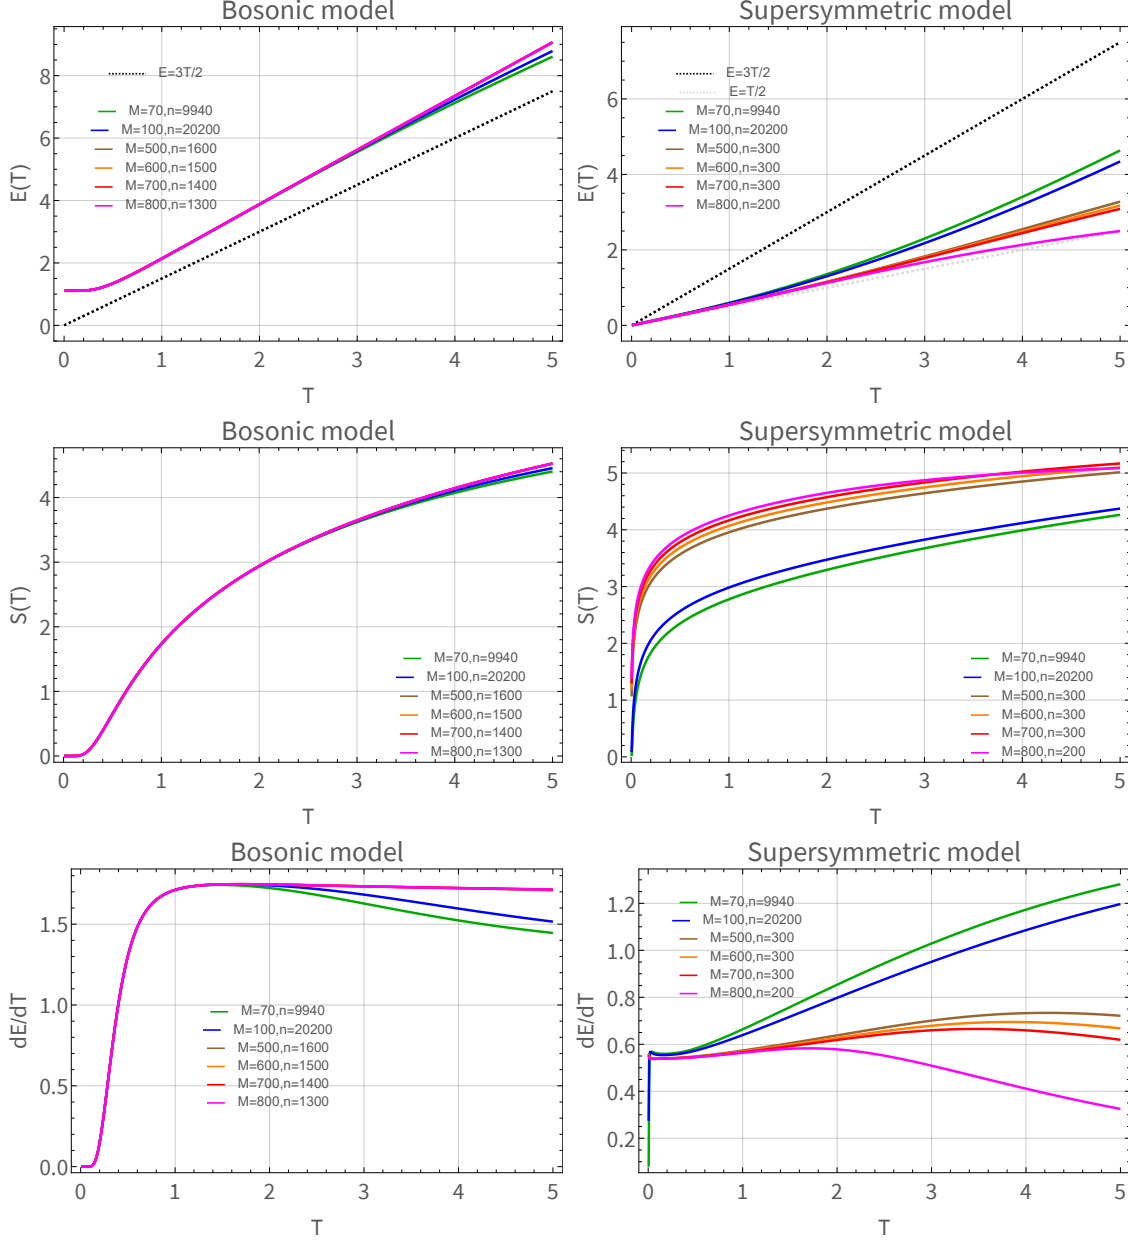 Bosonic model
E(T)
8
6
4
2
0
E=3T/2
M=70,n=9940
M=100,n=20200
M=500,n=1600
M=600,n=1500
M=700,n=1400
M=800,n=1300
0 1 2 3 4 5
T
Supersymmetric model
E(T)
6
4
2
0
E=3T/2
E=T/2
M=70,n=9940
M=100,n=20200
M=500,n=300
M=600,n=300
M=700,n=300
M=800,n=200
0 1 2 3 4 5
T
Bosonic model
S(T)
4
3
2
1
0
M=70,n=9940
M=100,n=20200
M=500,n=1600
M=600,n=1500
M=700,n=1400
M=800,n=1300
0 1 2 3 4 5
T
Supersymmetric model
S(T)
5
4
3
2
1
0
M=70,n=9940
M=100,n=20200
M=500,n=300
M=600,n=300
M=700,n=300
M=800,n=200
0 1 2 3 4 5
T
Bosonic model
dE/dT
1.5
1.0
0.5
0.0
M=70,n=9940
M=100,n=20200
M=500,n=1600
M=600,n=1500
M=700,n=1400
M=800,n=1300
0 1 2 3 4 5
T
Supersymmetric model
dE/dT
1.2
1.0
0.8
0.6
0.4
0.2
M=70,n=9940
M=100,n=20200
M=500,n=300
M=600,n=300
M=700,n=300
M=800,n=200
0 1 2 3 4 5
T